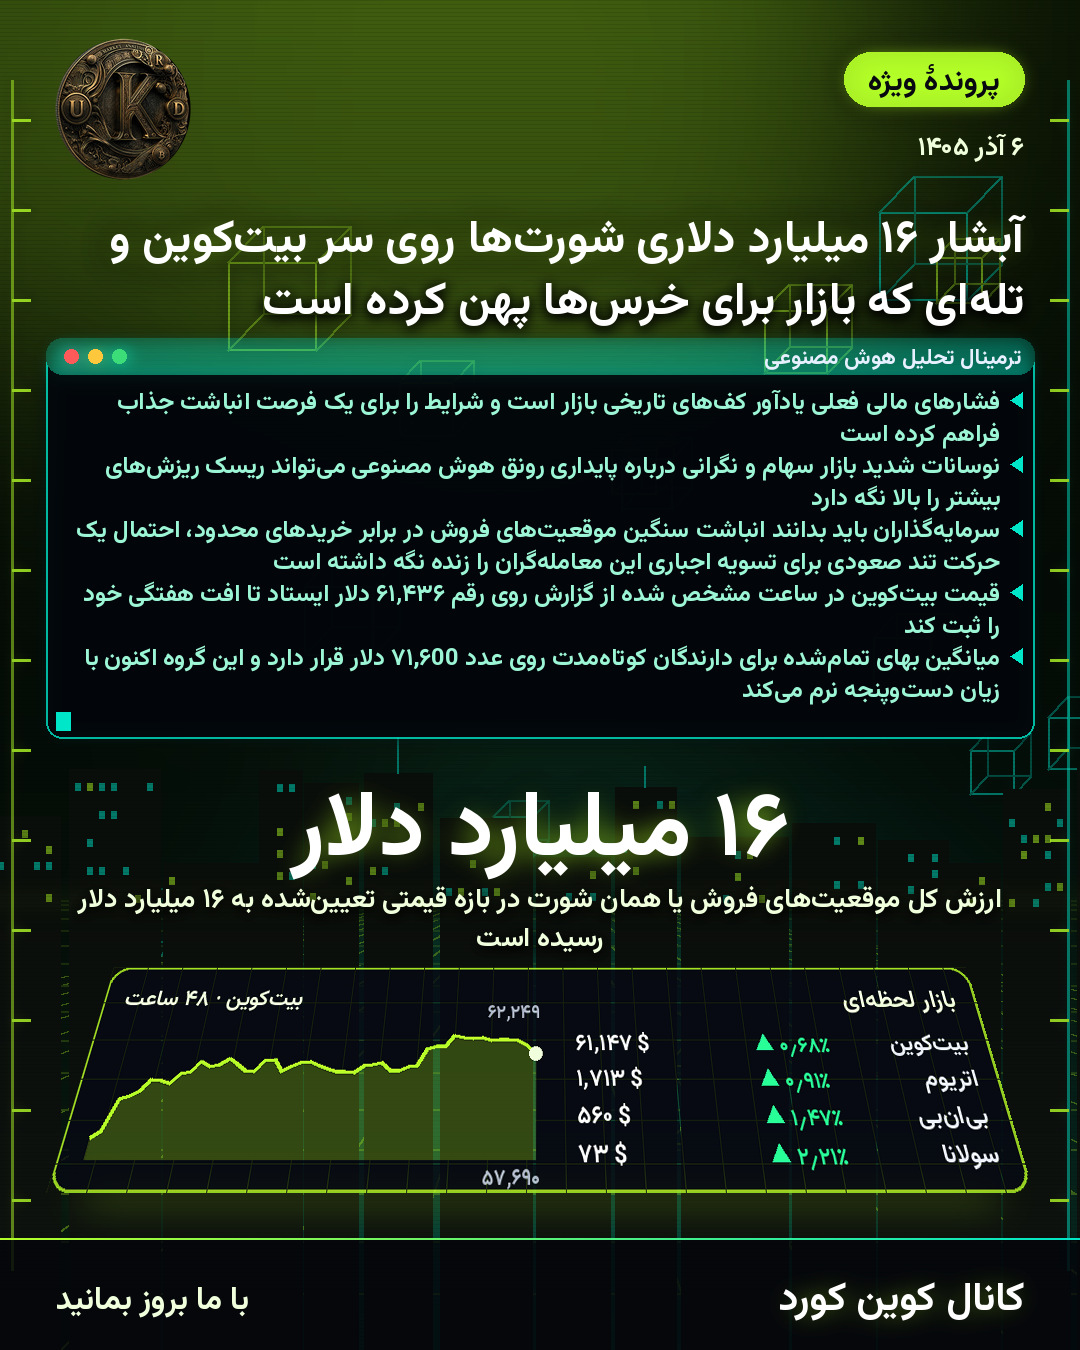 پروندهٔ ویژه
۶ آذر ۱۴۰۵
آبشار ۱۶ میلیارد دلاری شورت‌ها روی سر بیت‌کوین و
تله‌ای که بازار برای خرس‌ها پهن کرده است
ترمینال تحلیل هوش مصنوعی
فشارهای مالی فعلی یادآور کف‌های تاریخی بازار است و شرایط را برای یک فرصت انباشت جذاب
فراهم کرده است
نوسانات شدید بازار سهام و نگرانی درباره پایداری رونق هوش مصنوعی می‌تواند ریسک ریزش‌های
بیشتر را بالا نگه دارد
سرمایه‌گذاران باید بدانند انباشت سنگین موقعیت‌های فروش در برابر خریدهای محدود، احتمال یک
حرکت تند صعودی برای تسویه اجباری این معامله‌گران را زنده نگه داشته است
قیمت بیت‌کوین در ساعت مشخص شده از گزارش روی رقم ۶۱,۴۳۶ دلار ایستاد تا افت هفتگی خود
را ثبت کند
میانگین بهای تمام‌شده برای دارندگان کوتاه‌مدت روی عدد ۷۱,۶00 دلار قرار دارد و این گروه اکنون با
زیان دست‌وپنجه نرم می‌کند
۱۶ میلیارد دلار
ارزش کل موقعیت‌های فروش یا همان شورت در بازه قیمتی تعیین‌شده به ۱۶ میلیارد دلار
رسیده است
بازار لحظه‌ای
بیت‌کوین ۰٫۶۸٪ ۶۱,۱۴۷ $
اتریوم ۰٫۹۱٪ ۱,۷۱۳ $
بی‌ان‌بی ۱٫۴۷٪ ۵۶۰ $
سولانا ۲٫۲۱٪ ۷۳ $
بیت‌کوین · ۴۸ ساعت
۶۲,۲۴۹
۵۷,۶۹۰
کانال کوین کورد
با ما بروز بمانید
K
U
D
R
B